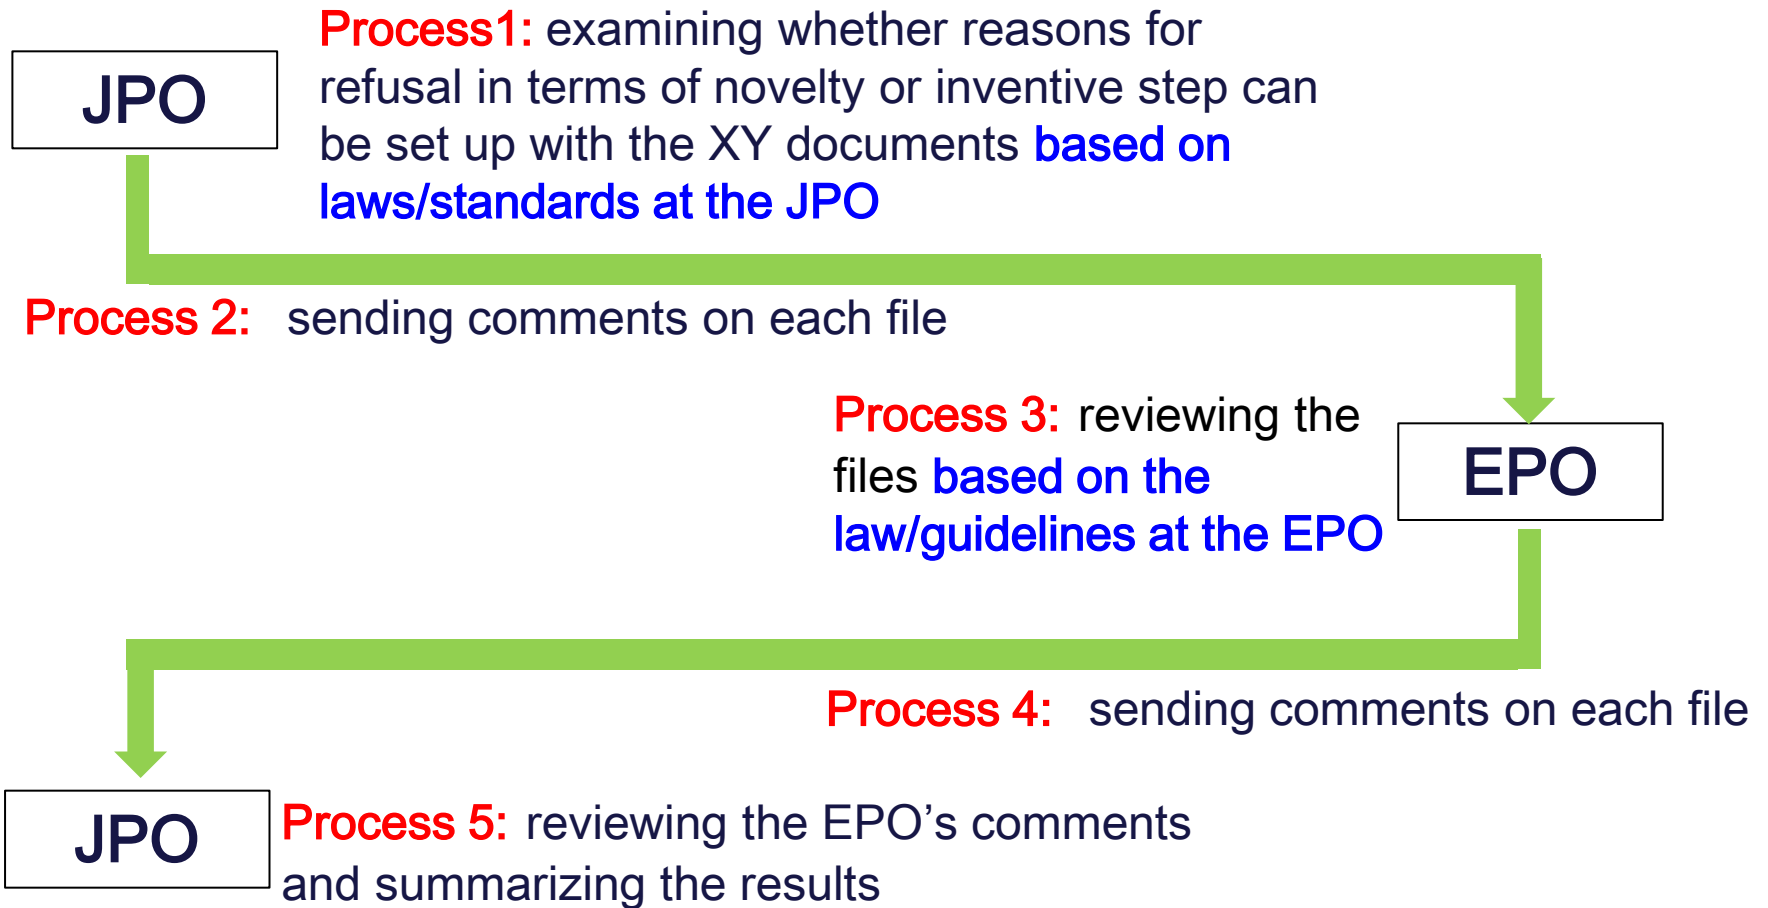 JPO
Process1: examining whether reasons for
refusal in terms of novelty or inventive step can
be set up with the XY documents based on
laws/standards at the JPO
Process 2: sending comments on each file
Process 3: reviewing the
files based on the
law/guidelines at the EPO
EPO
Process 4: sending comments on each file
JPO
Process 5: reviewing the EPO’s comments
and summarizing the results